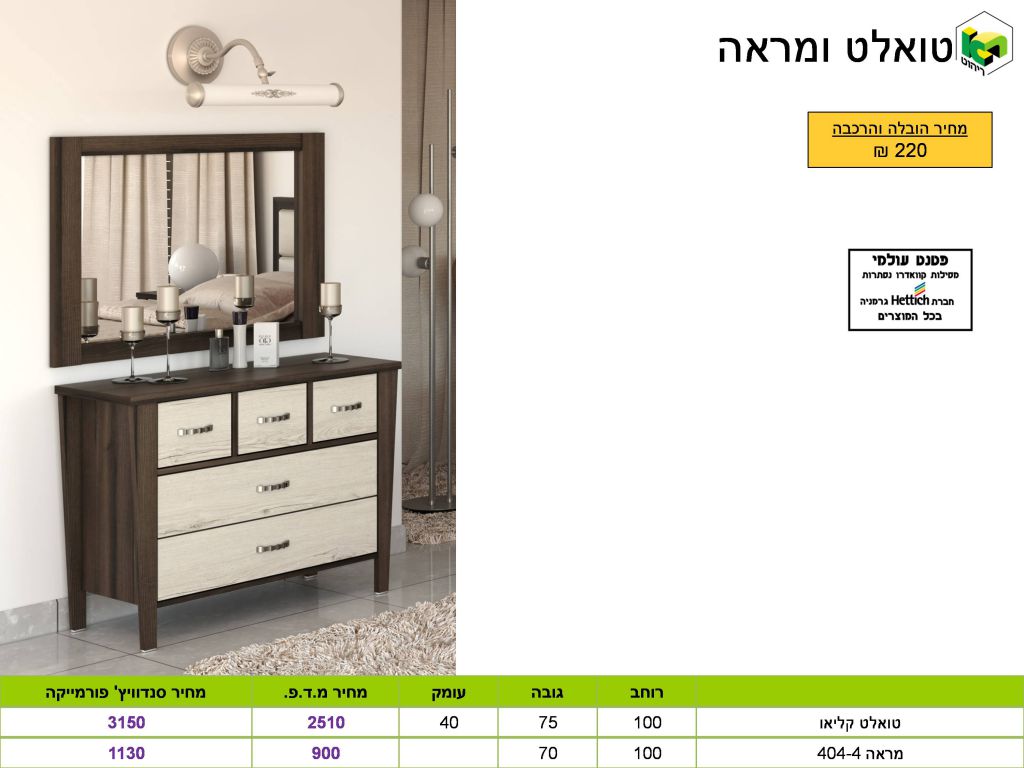 טואלט ומראה
ריהוט
מחיר הובלה והרכבה
220 ₪
פטנט עולמי
מסילות קוואדרו נסתרות
חברת Hettich גרמניה
בכל המוצרים
רוחב גובה עומק מחיר מ.ד.פ. מחיר סנדוויץ' פורמייקה
טואלט קליאו 100 75 40 2510 3150
מראה 404-4 100 70 900 1130